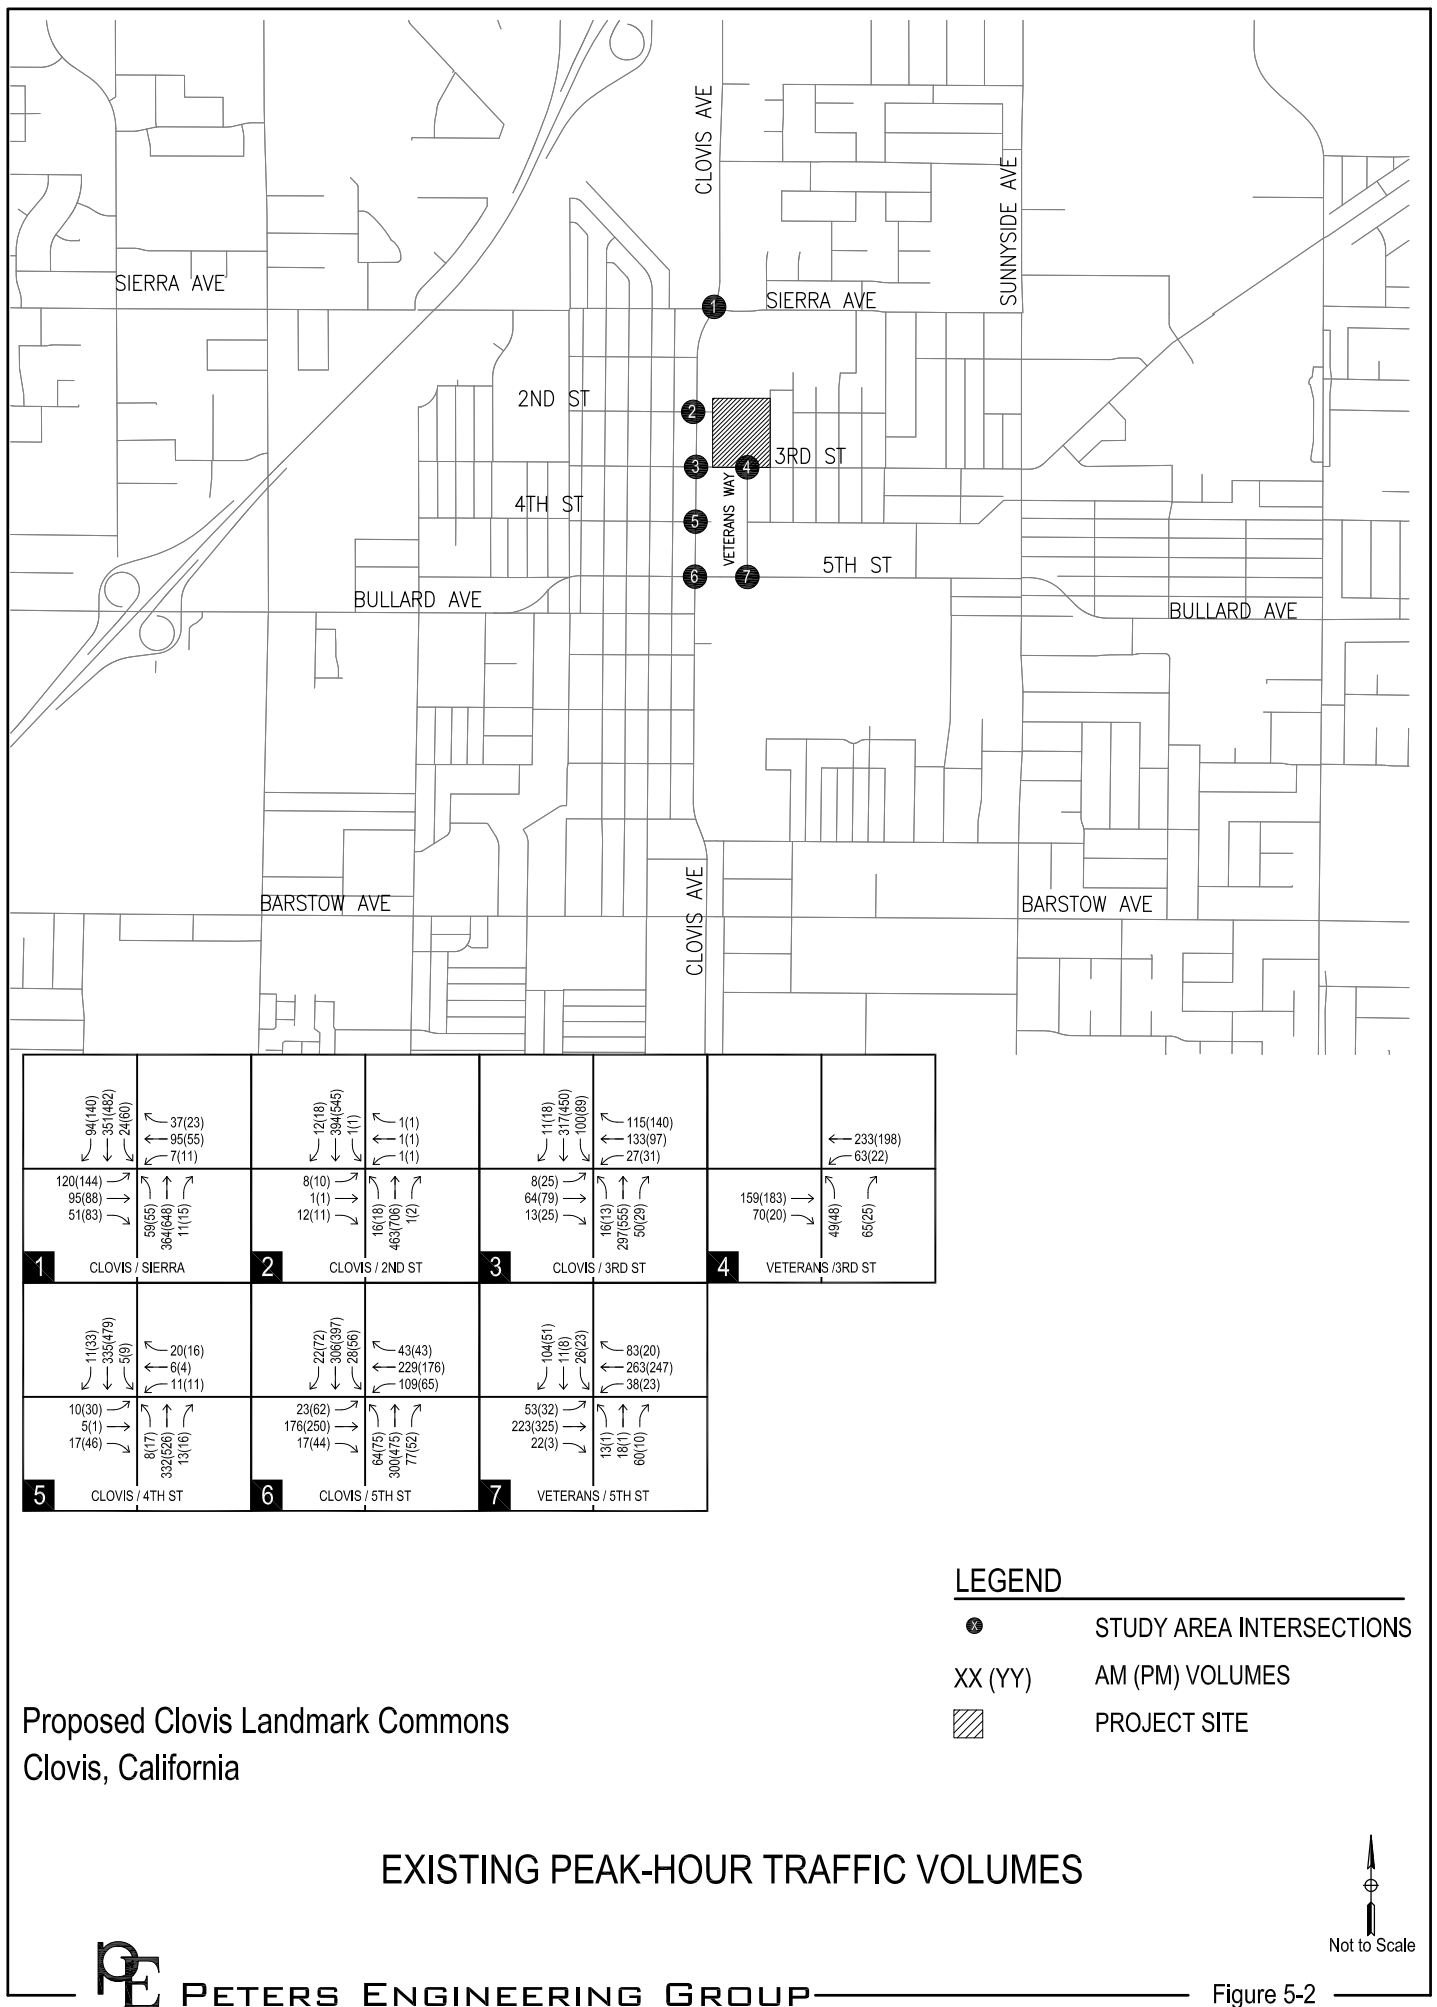 CLOVIS AVE
SUNNYSIDE AVE
SIERRA AVE
SIERRA AVE
1
2ND ST
2
3RD ST
3
4
4TH ST
VETERANS WAY
5
5TH ST
6
7
BULLARD AVE
BULLARD AVE
CLOVIS AVE
BARSTOW AVE
BARSTOW AVE
94(140)
351(482)
24(60)
37(23)
95(55)
7(11)
120(144)
95(88)
51(83)
59(55)
364(648)
11(15)
1
CLOVIS / SIERRA
12(18)
394(545)
1(1)
1(1)
1(1)
1(1)
8(10)
1(1)
12(11)
16(18)
463(706)
1(2)
2
CLOVIS / 2ND ST
11(18)
317(450)
100(89)
115(140)
133(97)
27(31)
8(25)
64(79)
13(25)
16(13)
297(555)
50(29)
3
CLOVIS / 3RD ST
233(198)
63(22)
159(183)
70(20)
49(48)
65(25)
4
VETERANS /3RD ST
11(33)
335(479)
5(9)
20(16)
6(4)
11(11)
10(30)
5(1)
17(46)
8(17)
332(526)
13(16)
5
CLOVIS / 4TH ST
22(72)
306(397)
28(56)
43(43)
229(176)
109(65)
23(62)
176(250)
17(44)
64(75)
300(475)
77(52)
6
CLOVIS / 5TH ST
104(51)
11(8)
26(23)
83(20)
263(247)
38(23)
53(32)
223(325)
22(3)
13(1)
18(1)
60(10)
7
VETERANS / 5TH ST
LEGEND
X STUDY AREA INTERSECTIONS
XX (YY) AM (PM) VOLUMES
PROJECT SITE
Proposed Clovis Landmark Commons
Clovis, California
EXISTING PEAK-HOUR TRAFFIC VOLUMES
Not to Scale
PE PETERS ENGINEERING GROUP
Figure 5-2